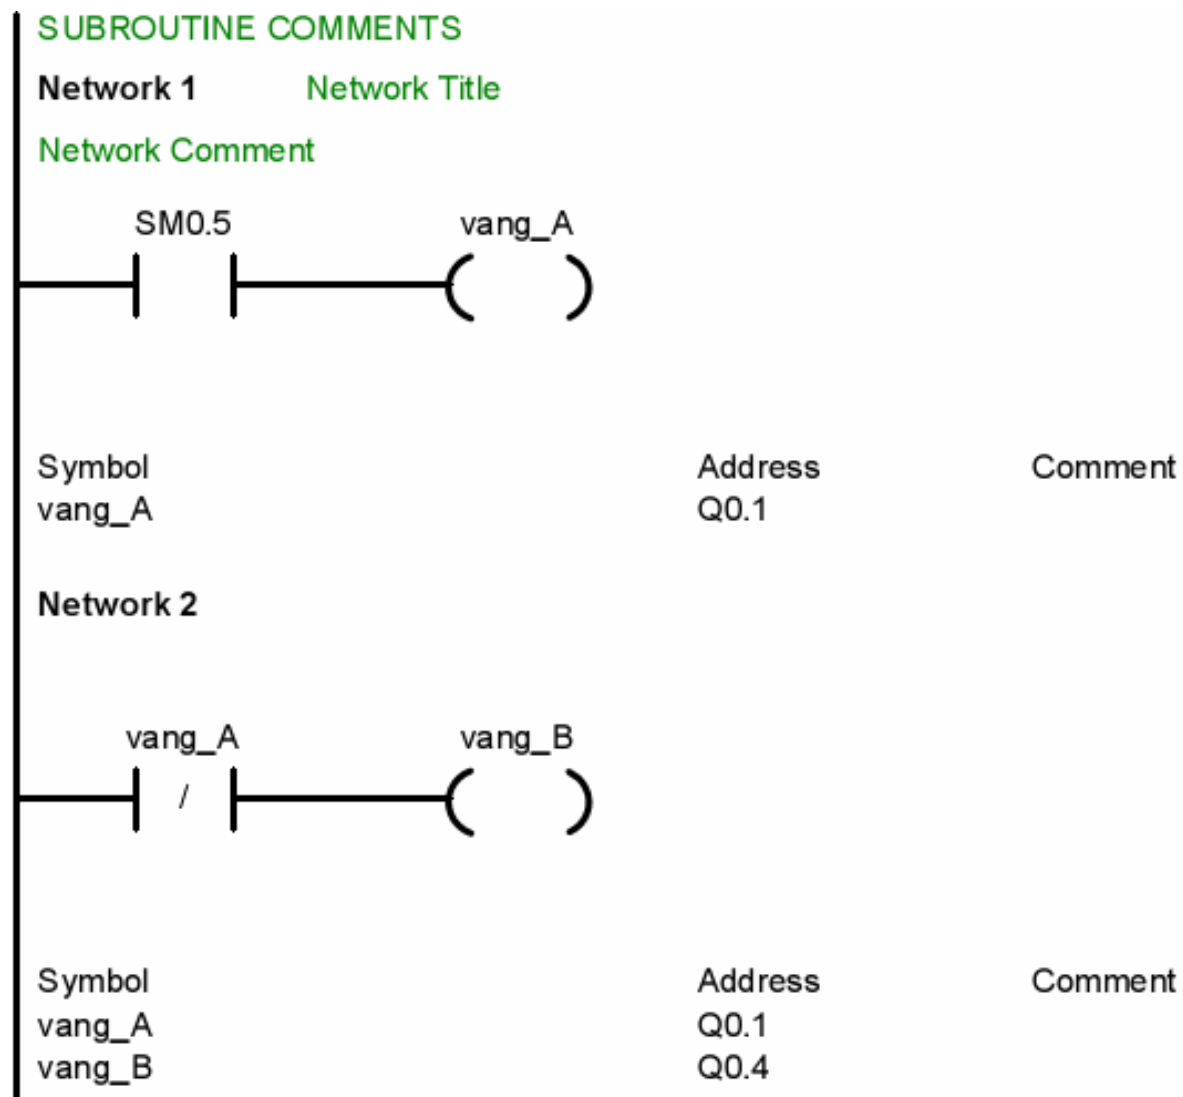 SUBROUTINE COMMENTS
Network 1 Network Title
Network Comment
SM0.5 vang_A
Symbol Address Comment
vang_A Q0.1
Network 2
vang_A vang_B
/
Symbol Address Comment
vang_A Q0.1
vang_B Q0.4